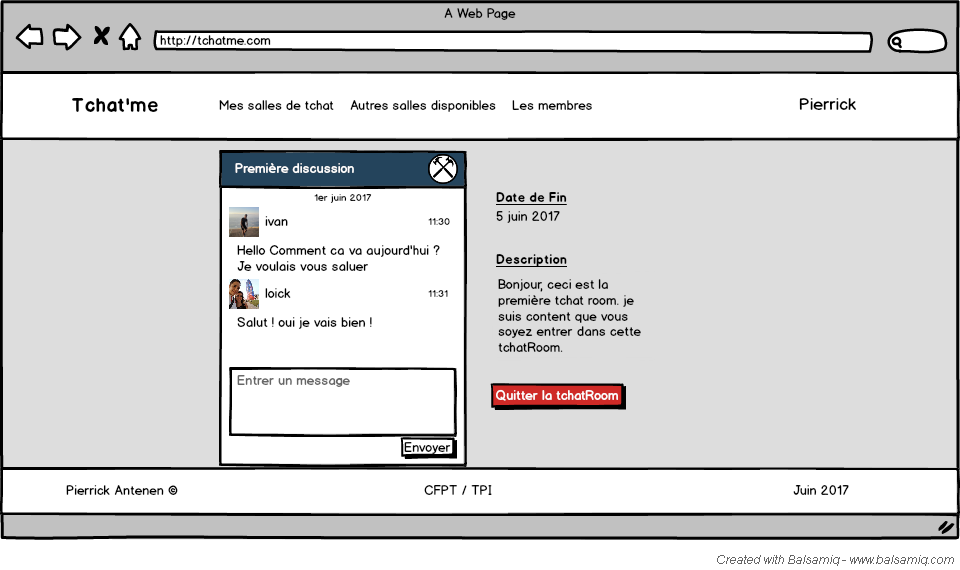 A Web Page
http://tchatme.com
Tchat'me
Mes salles de tchat
Autres salles disponibles
Les membres
Pierrick
Première discussion
1er juin 2017
ivan
11:30
Hello Comment ca va aujourd'hui ?
Je voulais vous saluer
loick
11:31
Salut ! oui je vais bien !
Entrer un message
Envoyer
Date de Fin
5 juin 2017
Description
Bonjour, ceci est la
première tchat room. je
suis content que vous
soyez entrer dans cette
tchatRoom.
Quitter la tchatRoom
Pierrick Antenen ©
CFPT / TPI
Juin 2017
Created with Balsamiq - www.balsamiq.com